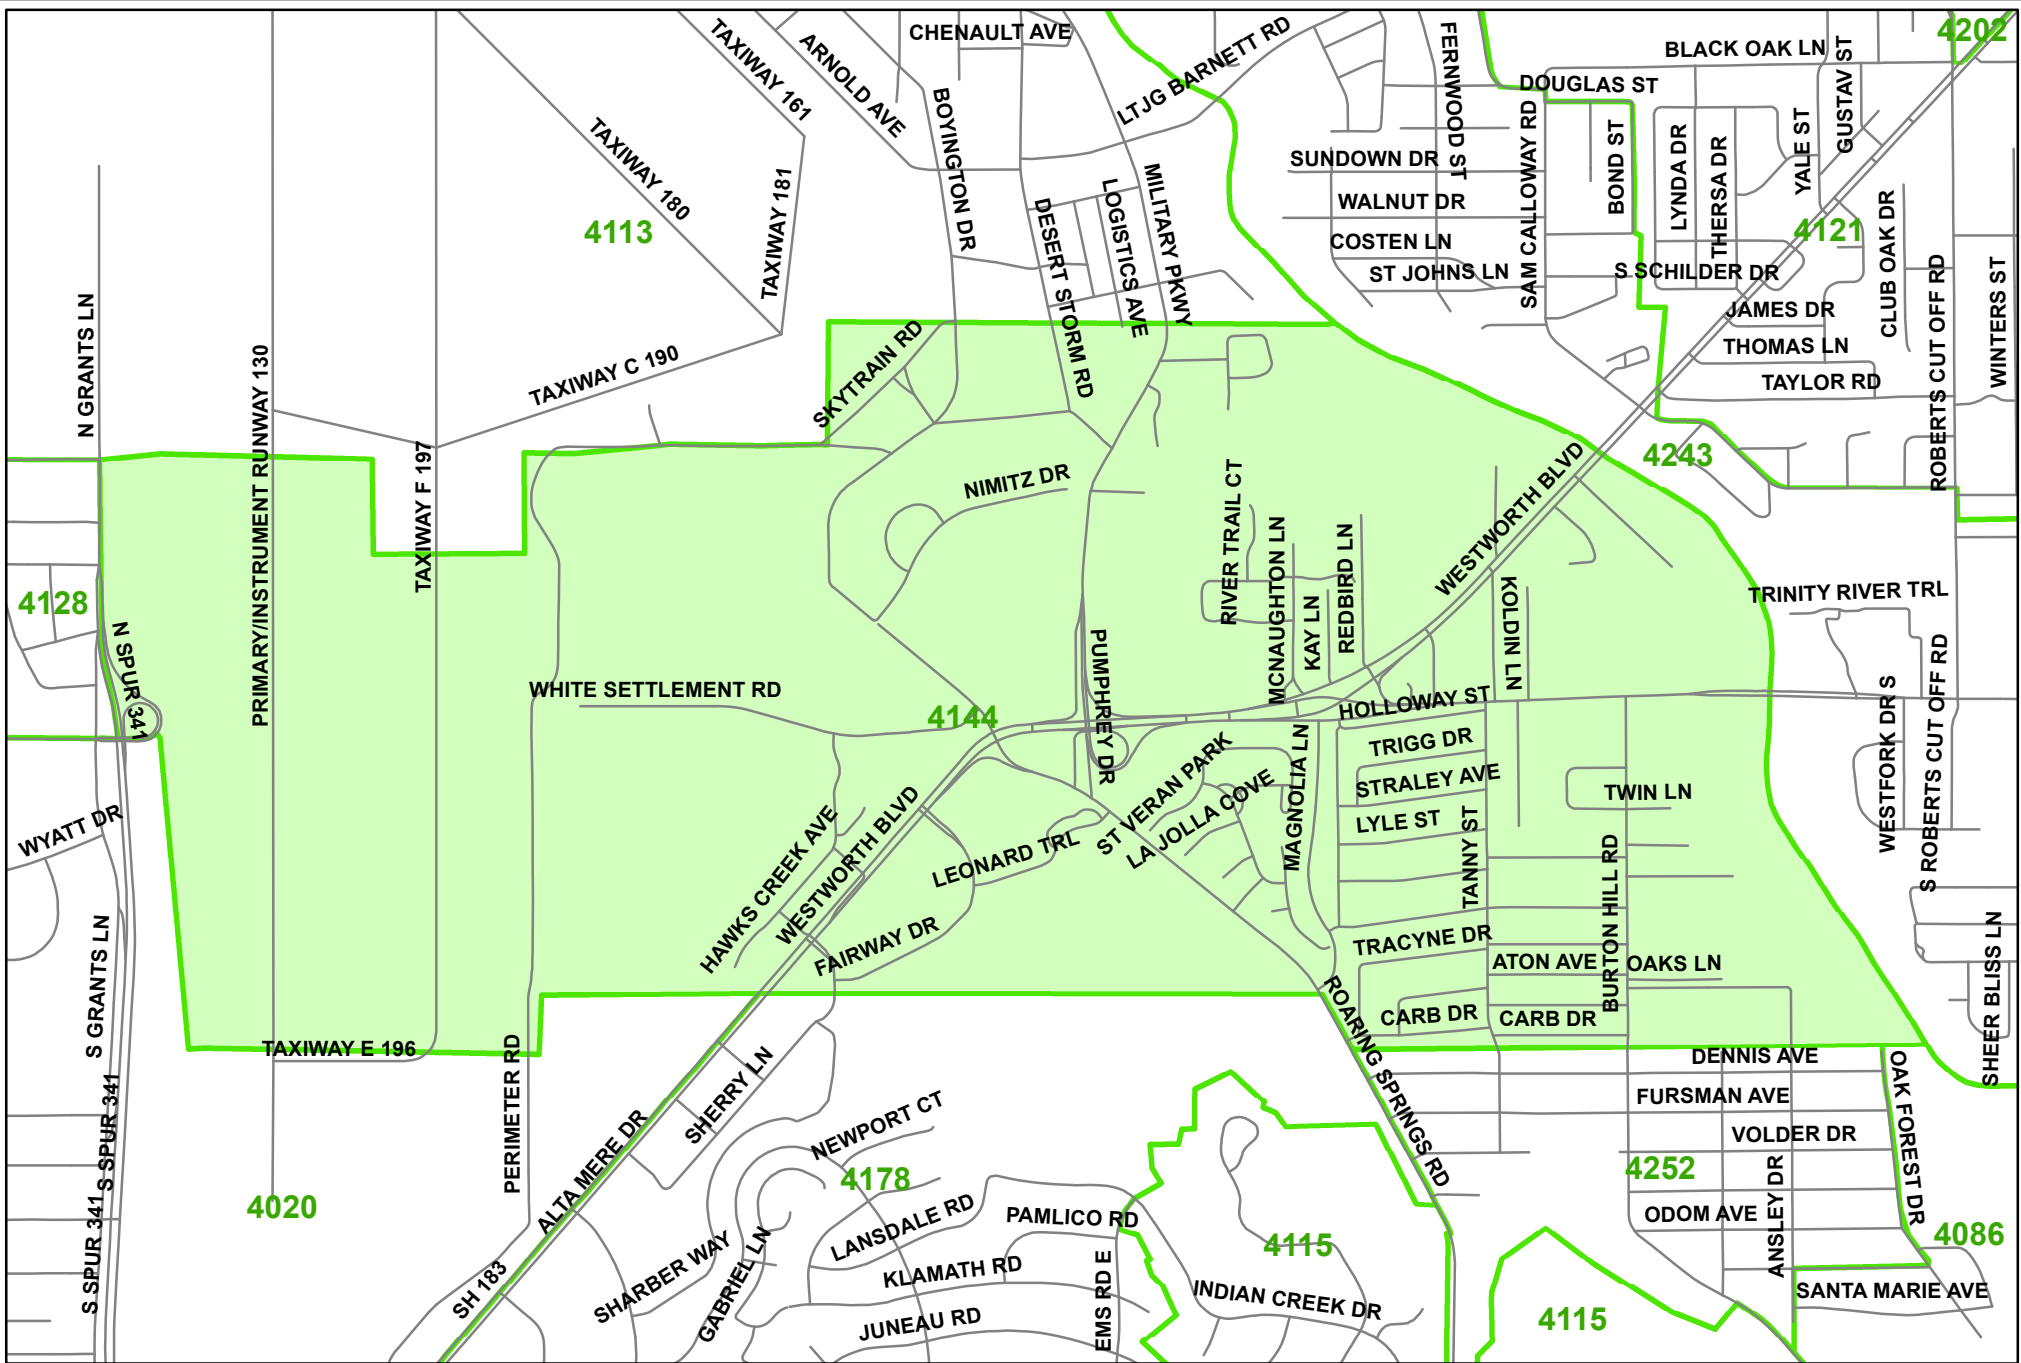 CHENAULT AVE
TAXIWAY 161
ARNOLD AVE
LTJG BARNETT RD
FERNWOOD ST
BLACK OAK LN
4202
GUSTAV ST
DOUGLAS ST
BOYINGTON DR
TAXIWAY 180
TAXIWAY 181
4113
SUNDOWN DR
WALNUT DR
COSTEN LN
ST JOHNS LN
SAM CALLOWAY RD
BOND ST
LYNDA DR
THERSA DR
YALE ST
4121
CLUB OAK DR
S SCHILDER DR
JAMES DR
THOMAS LN
TAYLOR RD
ROBERTS CUT OFF RD
WINTERS ST
DESERT STORM RD
LOGISTICS AVE
MILITARY PKWY
N GRANTS LN
PRIMARY/INSTRUMENT RUNWAY 130
TAXIWAY C 190
SKYTRAIN RD
TAXIWAY F 197
NIMITZ DR
4243
WESTWORTH BLVD
RIVER TRAIL CT
MCNAUGHTON LN
KAY LN
REDBIRD LN
KOLDIN LN
TRINITY RIVER TRL
4128
N SPUR 341
WHITE SETTLEMENT RD
4144
PUMPHREY DR
HOLLOWAY ST
TRIGG DR
STRALEY AVE
LYLE ST
TANNY ST
TWIN LN
WESTFORK DR S
S ROBERTS CUT OFF RD
MAGNOLIA LN
ST VERAN PARK
LA JOLLA COVE
LEONARD TRL
WYATT DR
HAWKS CREEK AVE
WESTWORTH BLVD
FAIRWAY DR
BURTON HILL RD
TRACYNE DR
ATON AVE
OAKS LN
CARB DR
CARB DR
SHEER BLISS LN
S GRANTS LN
TAXIWAY E 196
PERIMETER RD
SHERRY LN
ROARING SPRINGS RD
DENNIS AVE
FURSMAN AVE
VOLDER DR
OAK FOREST DR
S SPUR 341
ALTA MERE DR
NEWPORT CT
4178
4252
ANSLEY DR
4020
S SPUR 341
LANSDALE RD
PAMLICO RD
ODOM AVE
4115
4086
SHARBER WAY
GABRIEL LN
KLAMATH RD
EMS RD E
SH 183
JUNEAU RD
INDIAN CREEK DR
SANTA MARIE AVE
4115